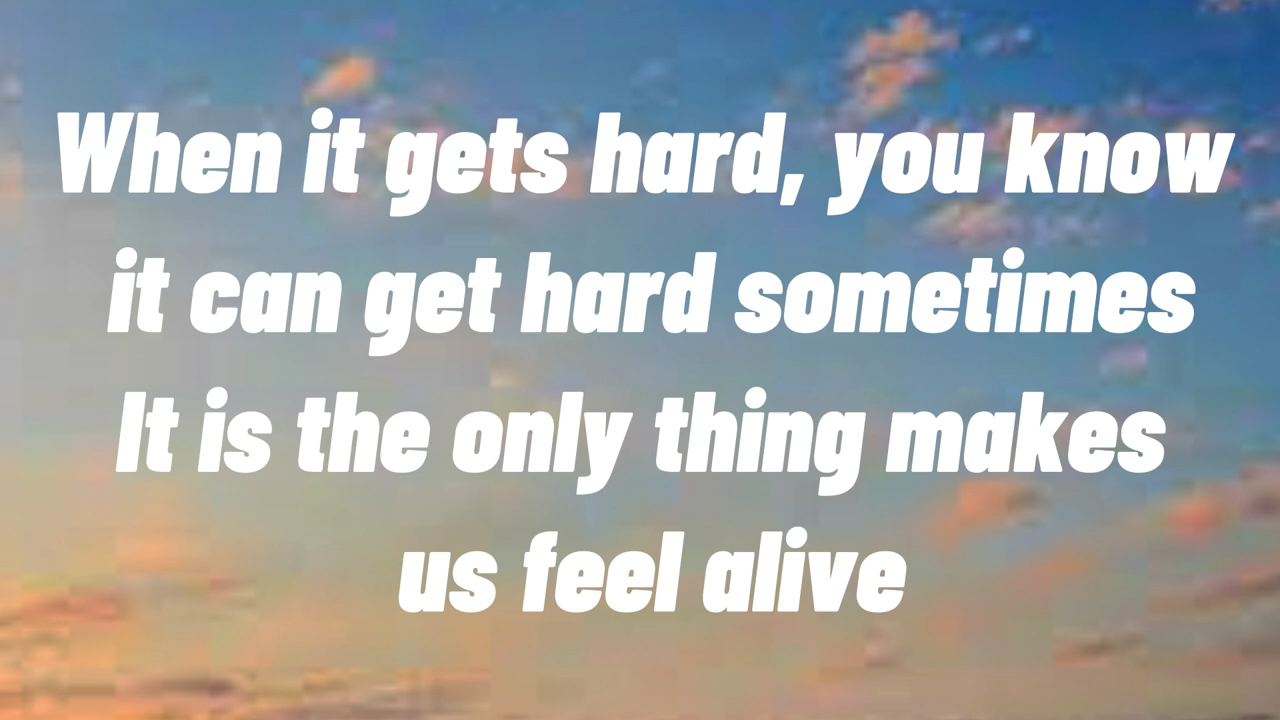 When it gets hard, you know
it can get hard sometimes
It is the only thing makes
us feel alive